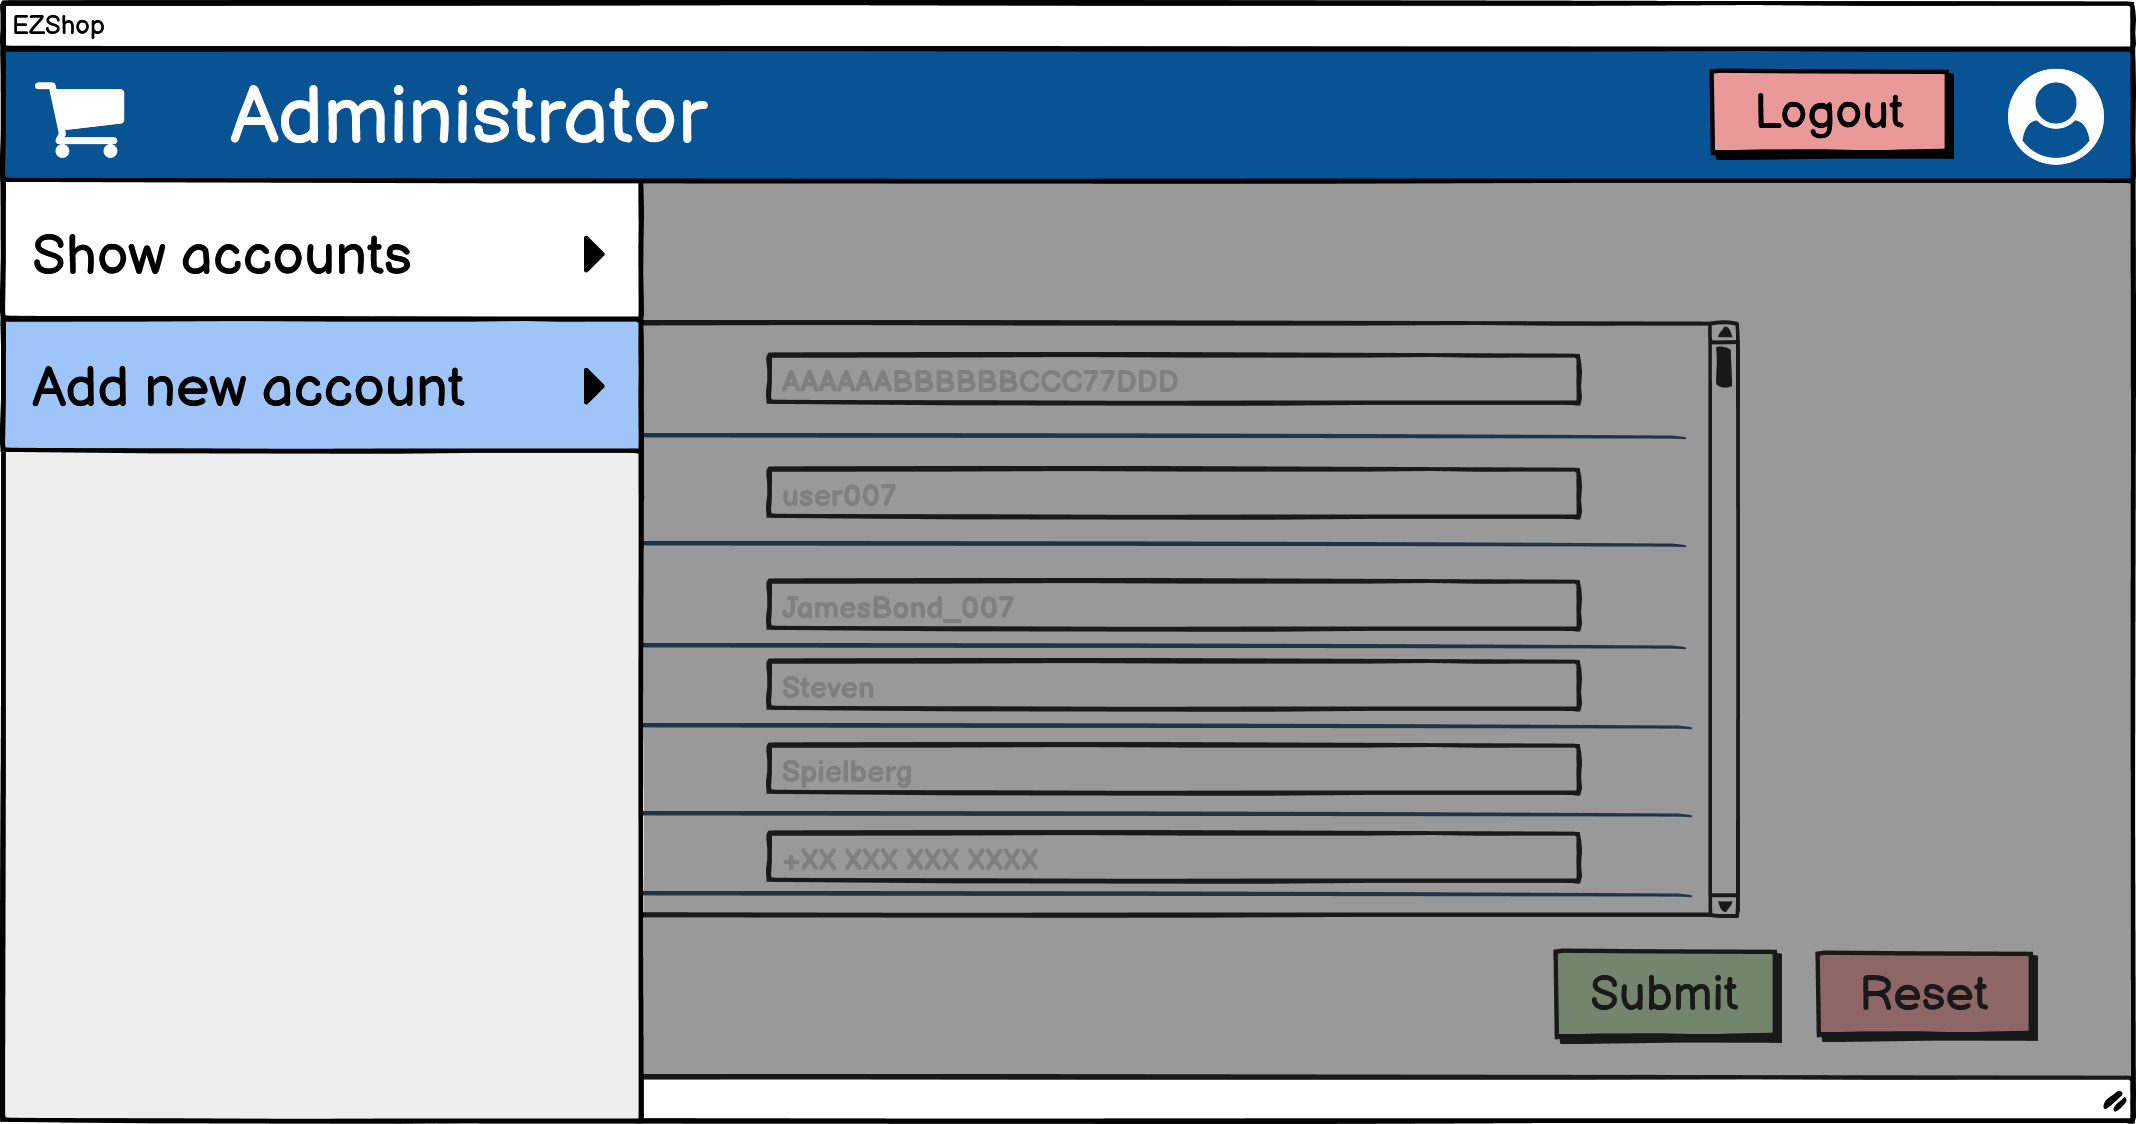 EZShop
Administrator
Logout
Show accounts
Add new account
AAAAAABBBBBBCCC77DDD
user007
JamesBond_007
Steven
Spielberg
+XX XXX XXX XXXX
Submit
Reset